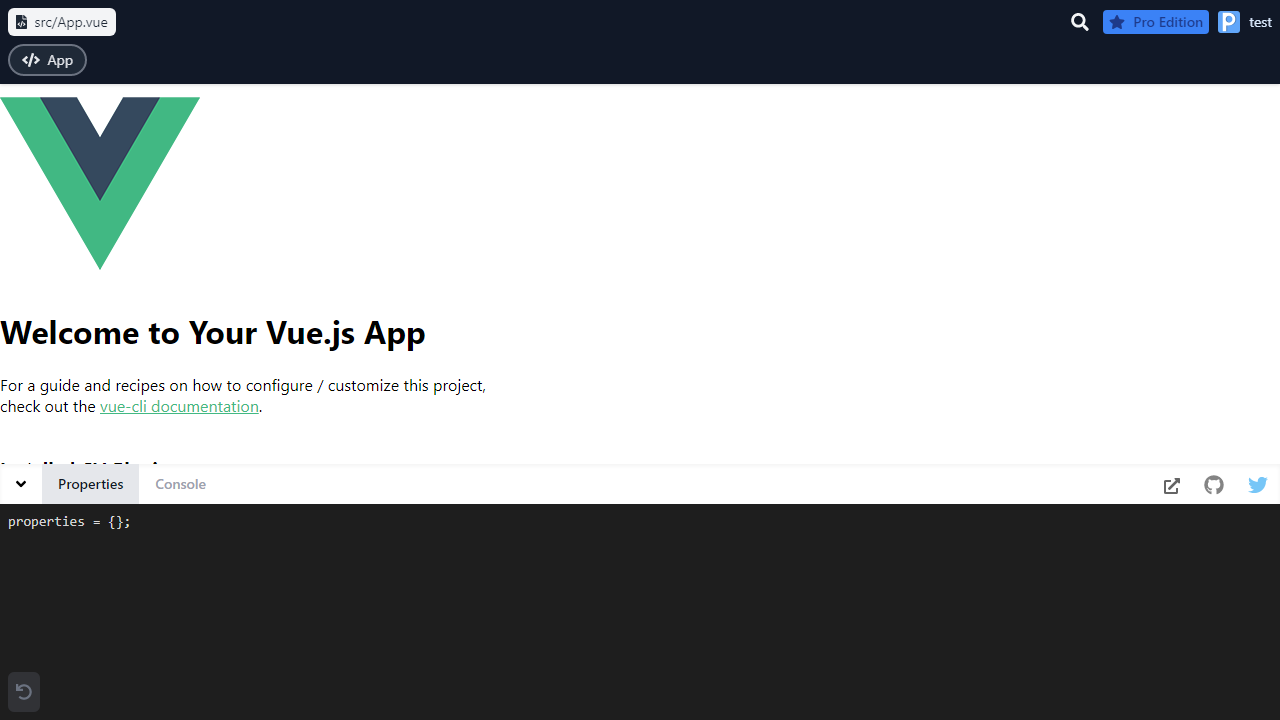 src/App.vue
Pro Edition
test
App
Welcome to Your Vue.js App
For a guide and recipes on how to configure / customize this project,
check out the vue-cli documentation.
Properties
Console
properties = {};